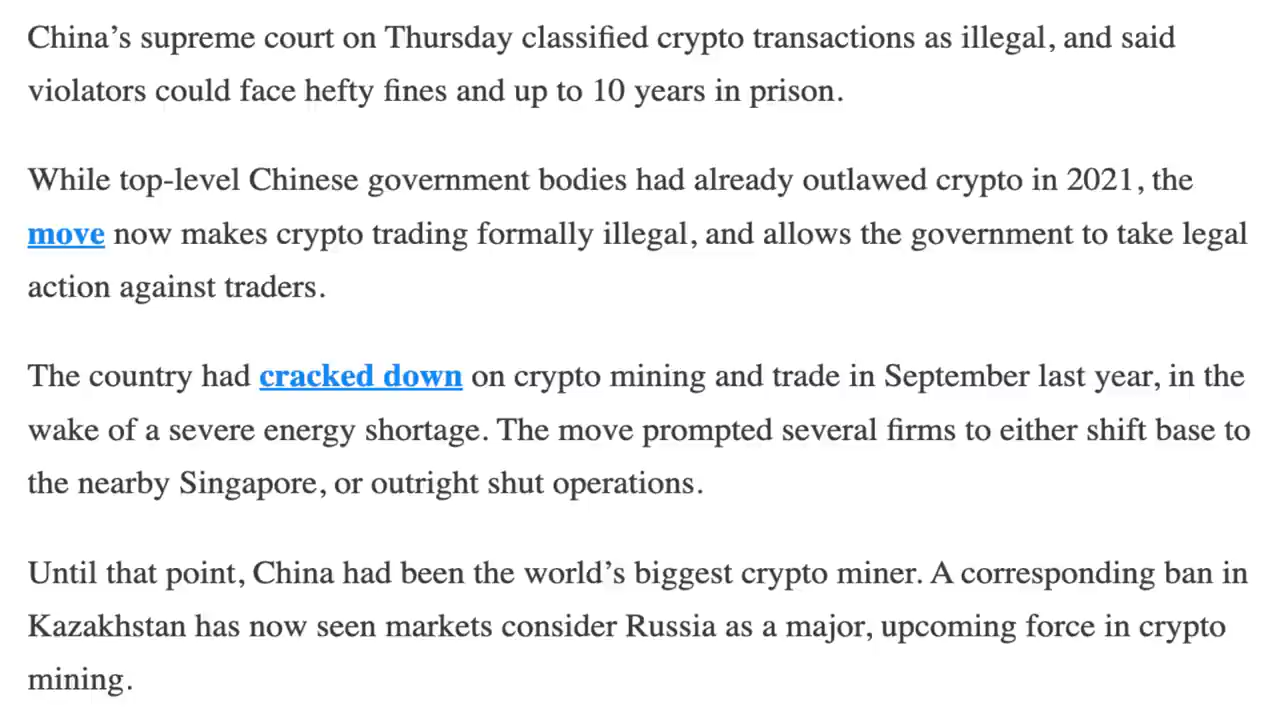 China’s supreme court on Thursday classified crypto transactions as illegal, and said
violators could face hefty fines and up to 10 years in prison.
While top-level Chinese government bodies had already outlawed crypto in 2021, the
move now makes crypto trading formally illegal, and allows the government to take legal
action against traders.
The country had cracked down on crypto mining and trade in September last year, in the
wake of a severe energy shortage. The move prompted several firms to either shift base to
the nearby Singapore, or outright shut operations.
Until that point, China had been the world’s biggest crypto miner. A corresponding ban in
Kazakhstan has now seen markets consider Russia as a major, upcoming force in crypto
mining.